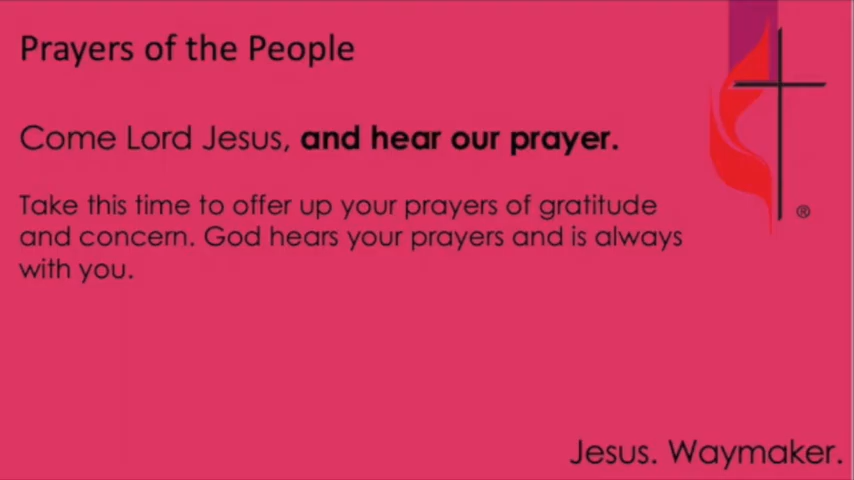 Prayers of the People
Come Lord Jesus, and hear our prayer.
Take this time to offer up your prayers of gratitude
and concern. God hears your prayers and is always
with you.
®
Jesus. Waymaker.